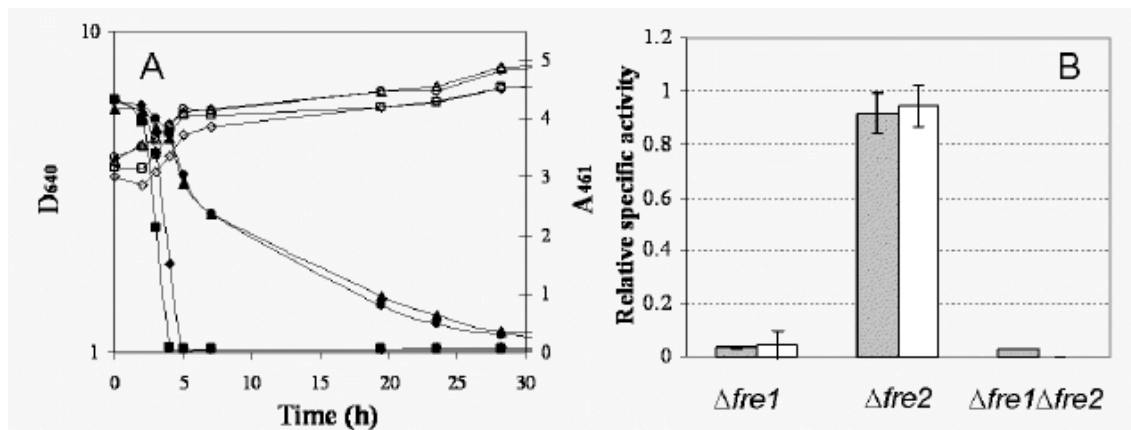 A
10
1
D640
0
5
10
15
20
25
30
Time (h)
5
4
3
2
1
0
A461
B
Relative specific activity
1.2
1
0.8
0.6
0.4
0.2
0
Δfre1
Δfre2
Δfre1Δfre2